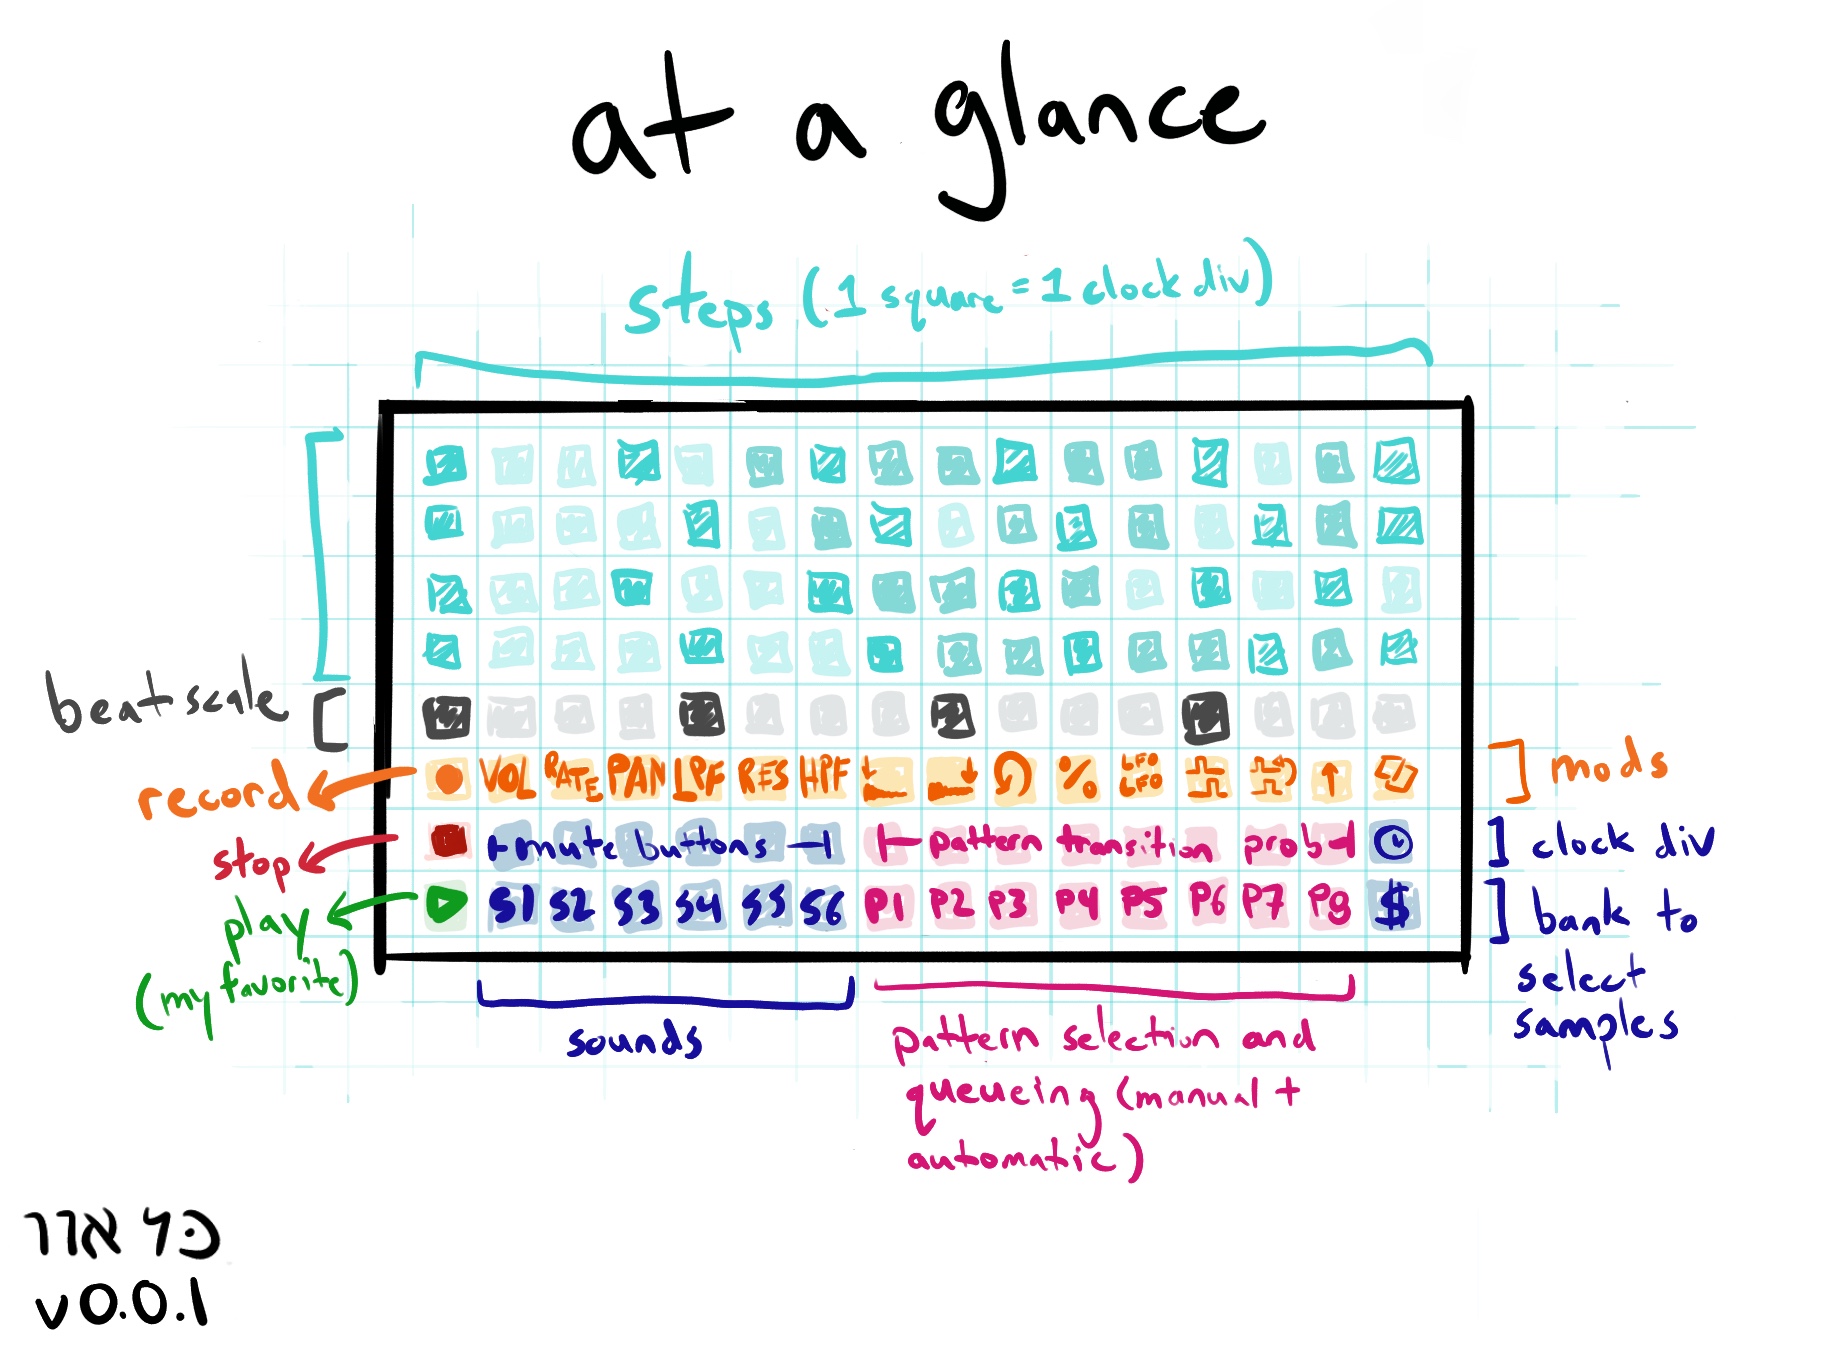 at a glance
steps (1 square = 1 clock div)
beat scale
record
VOL RATE PAN LPF RES HPF % LFO LFO
mods
stop
mute buttons
pattern transition prob
clock div
play
(my favorite)
S1 S2 S3 S4 S5 S6 P1 P2 P3 P4 P5 P6 P7 P8 $
bank to
select
samples
sounds
pattern selection and
queueing (manual +
automatic)
כּל אור
v0.0.1